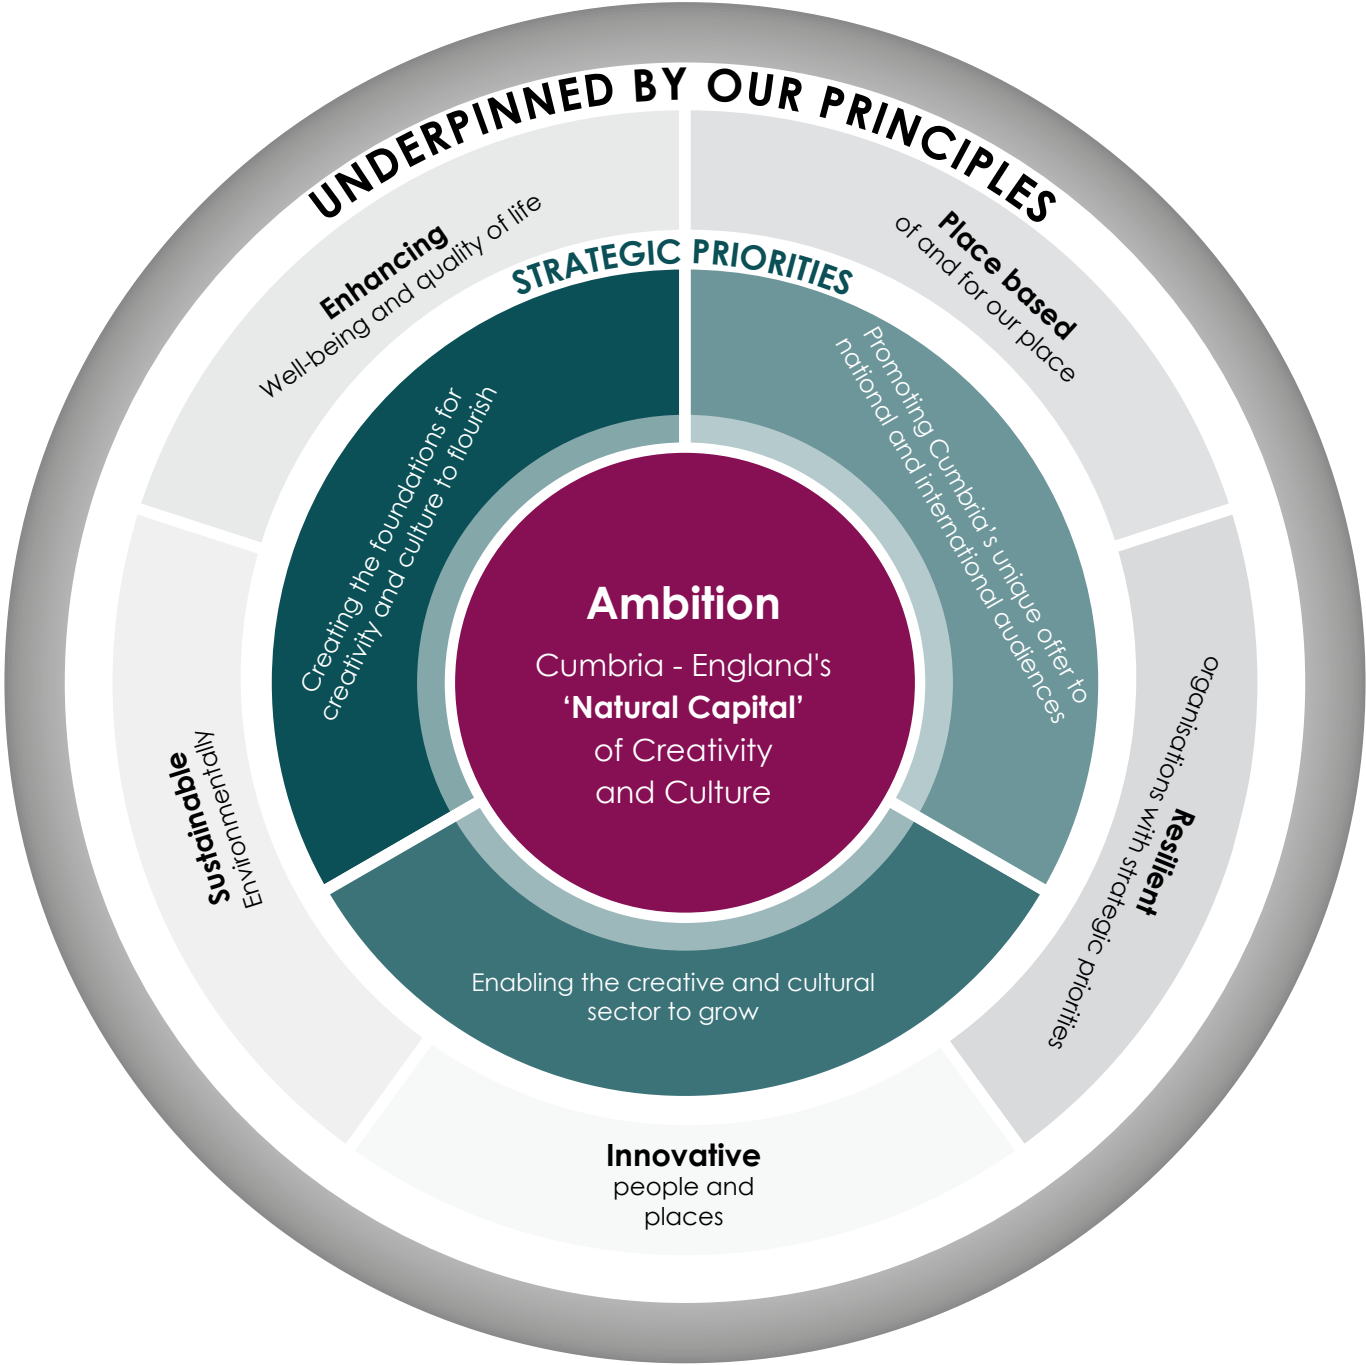 UNDERPINNED BY OUR PRINCIPLES
Enhancing
Well-being and quality of life
Place based
of and for our place
Resilient
organisations with strategic priorities
Innovative
people and
places
Sustainable
Environmentally
STRATEGIC PRIORITIES
Creating the foundations for
creativity and culture to flourish
Promoting Cumbria's unique offer to
national and international audiences
Enabling the creative and cultural
sector to grow
Ambition
Cumbria - England's
‘Natural Capital’
of Creativity
and Culture